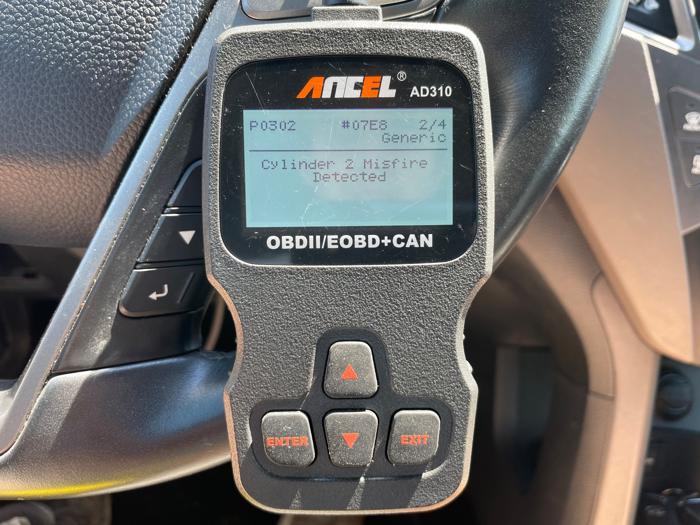 ANCEL® AD310
P0302 #07E8 2/4
Generic
Cylinder 2 Misfire
Detected
OBDII/EOBD+CAN
ENTER
EXIT